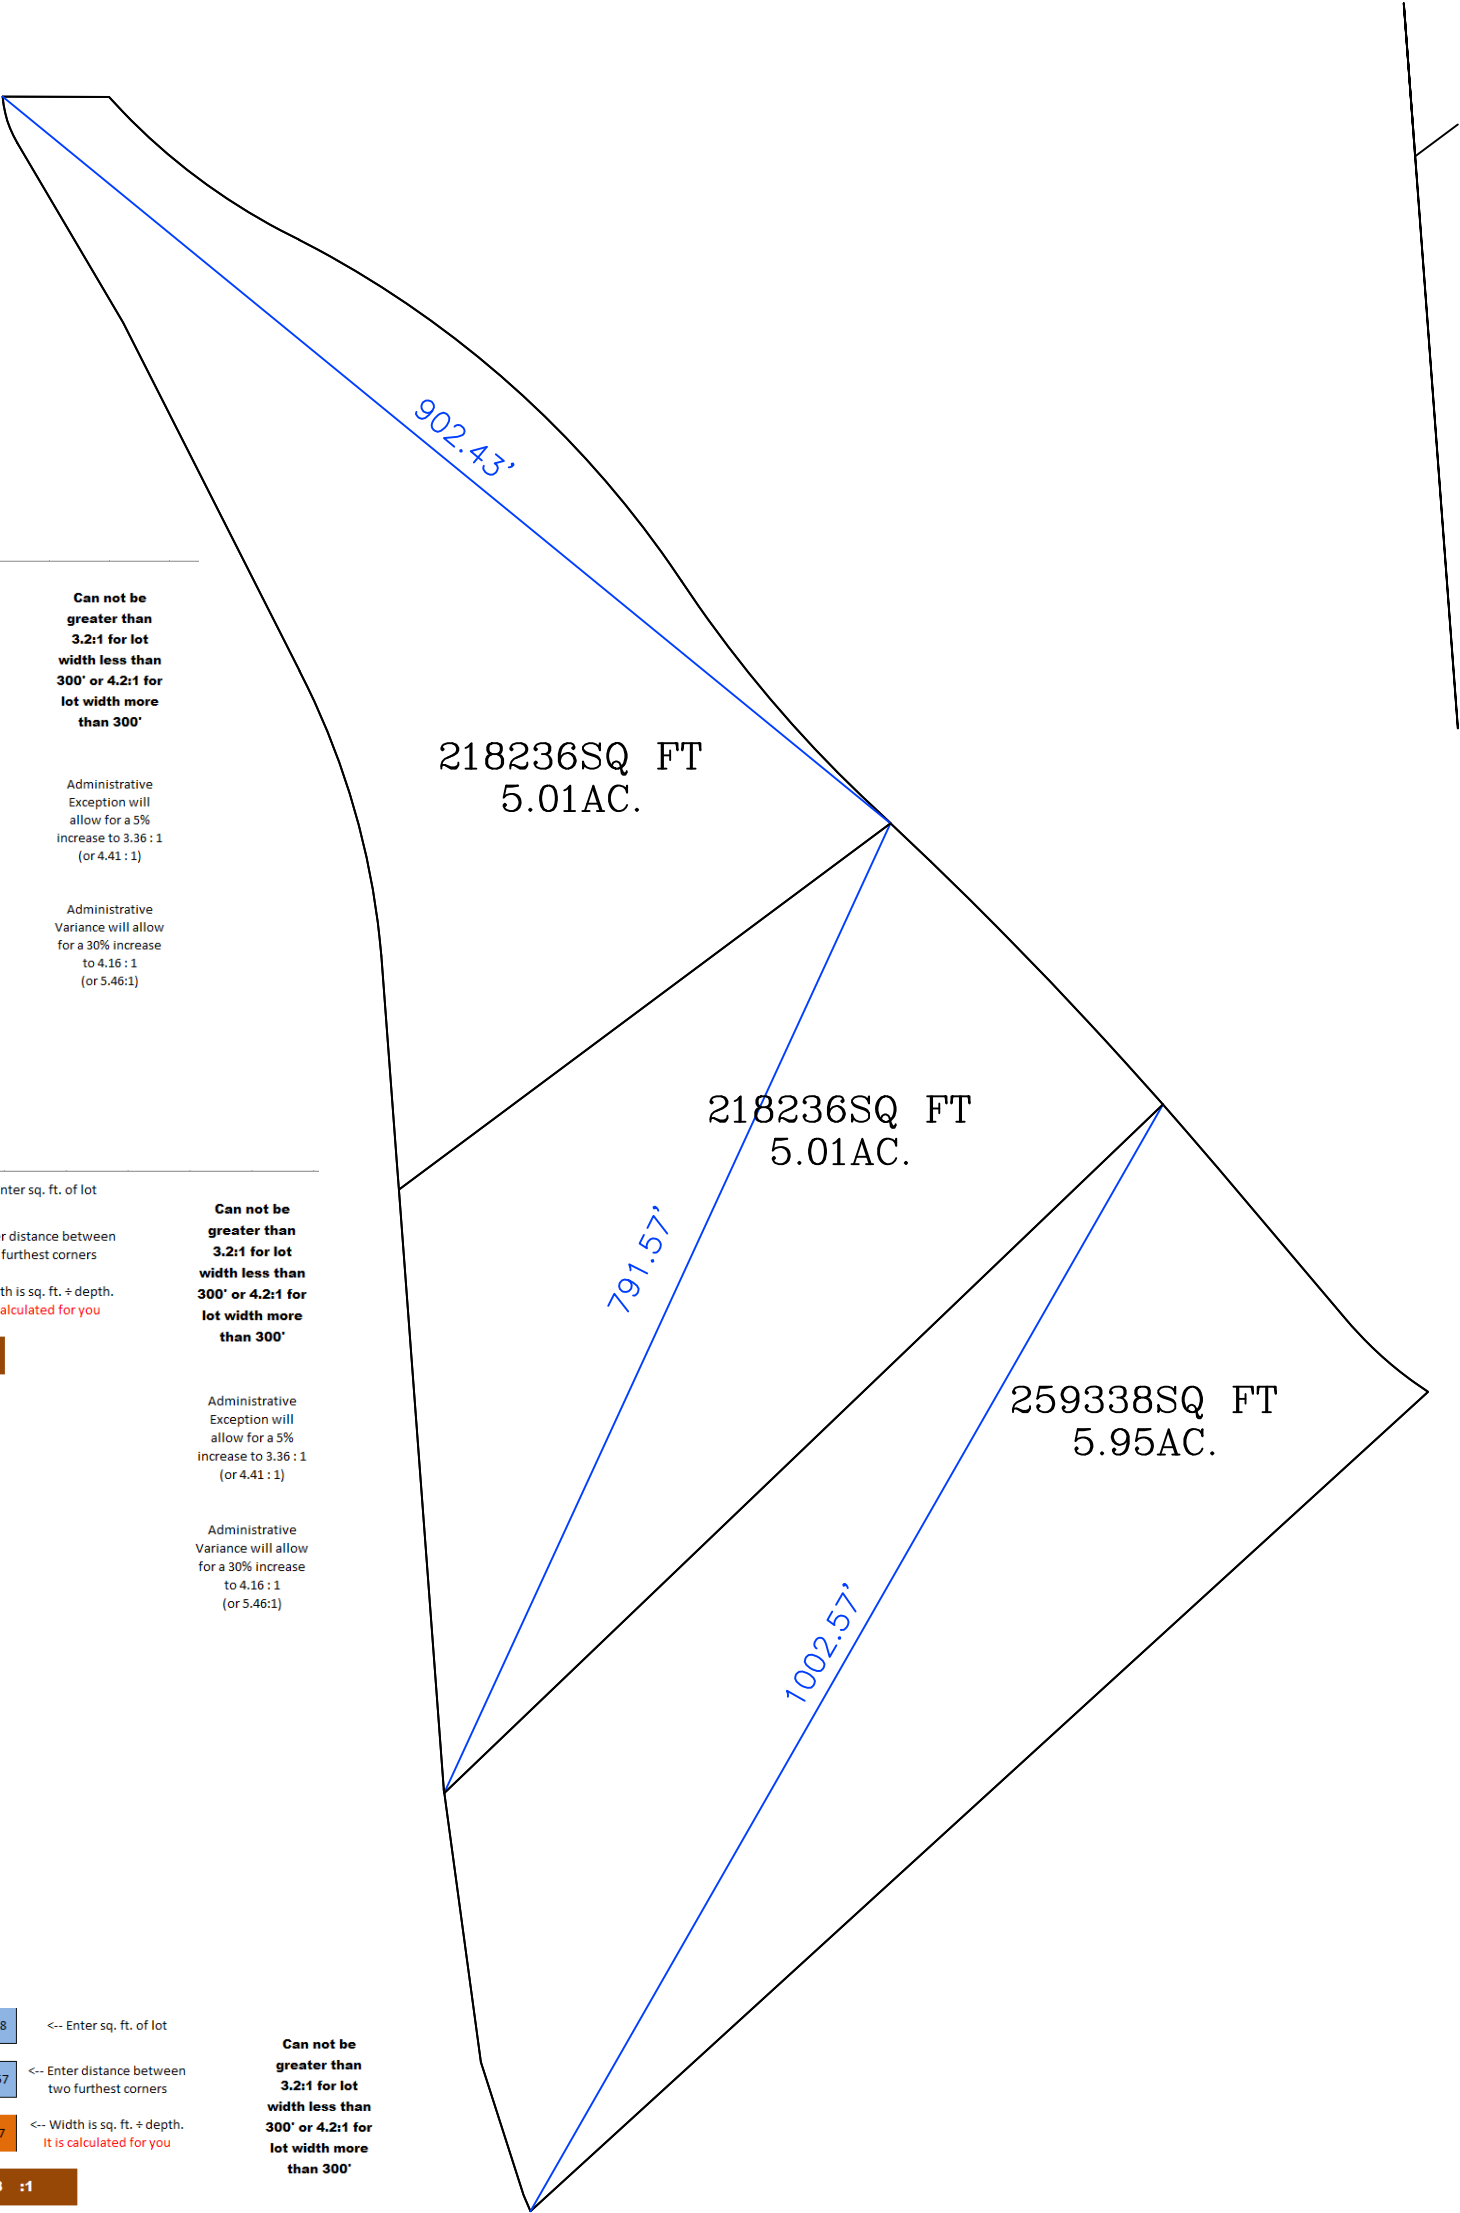 902.43'
Can not be
greater than
3.2:1 for lot
width less than
300' or 4.2:1 for
lot width more
than 300'
218236SQ FT
5.01AC.
Administrative
Exception will
allow for a 5%
increase to 3.36 : 1
(or 4.41 : 1)
Administrative
Variance will allow
for a 30% increase
to 4.16 : 1
(or 5.46:1)
218236SQ FT
5.01AC.
nter sq. ft. of lot
r distance between
furthest corners
th is sq. ft. ÷ depth.
alculated for you
Can not be
greater than
3.2:1 for lot
width less than
300' or 4.2:1 for
lot width more
than 300'
791.57'
Administrative
Exception will
allow for a 5%
increase to 3.36 : 1
(or 4.41 : 1)
259338SQ FT
5.95AC.
Administrative
Variance will allow
for a 30% increase
to 4.16 : 1
(or 5.46:1)
1002.57'
8 <-- Enter sq. ft. of lot
57 <-- Enter distance between
two furthest corners
7 <-- Width is sq. ft. ÷ depth.
It is calculated for you
:1
Can not be
greater than
3.2:1 for lot
width less than
300' or 4.2:1 for
lot width more
than 300'